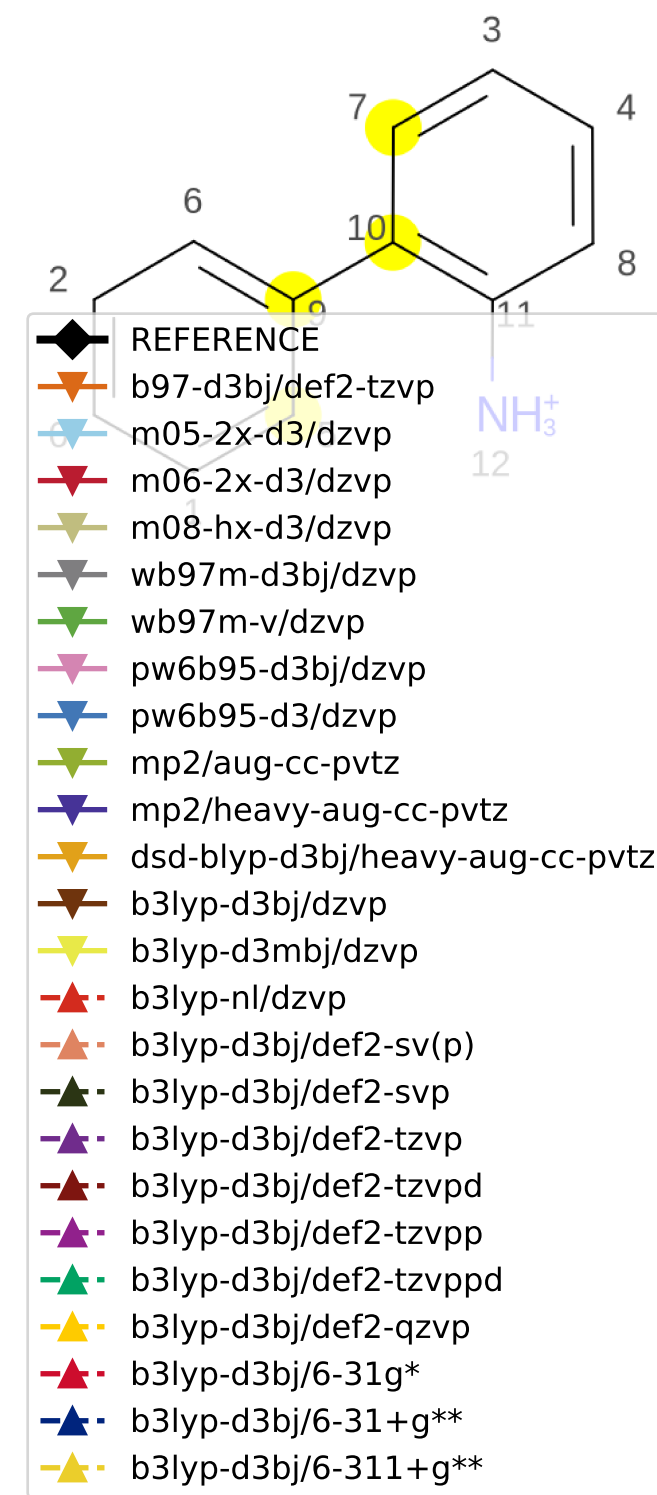 3
7
4
6
10
2
8
9
11
REFERENCE
b97-d3bj/def2-tzvp
m05-2x-d3/dzvp
NH3+
12
m06-2x-d3/dzvp
m08-hx-d3/dzvp
wb97m-d3bj/dzvp
wb97m-v/dzvp
pw6b95-d3bj/dzvp
pw6b95-d3/dzvp
mp2/aug-cc-pvtz
mp2/heavy-aug-cc-pvtz
dsd-blyp-d3bj/heavy-aug-cc-pvtz
b3lyp-d3bj/dzvp
b3lyp-d3mbj/dzvp
b3lyp-nl/dzvp
b3lyp-d3bj/def2-sv(p)
b3lyp-d3bj/def2-svp
b3lyp-d3bj/def2-tzvp
b3lyp-d3bj/def2-tzvpd
b3lyp-d3bj/def2-tzvpp
b3lyp-d3bj/def2-tzvppd
b3lyp-d3bj/def2-qzvp
b3lyp-d3bj/6-31g*
b3lyp-d3bj/6-31+g**
b3lyp-d3bj/6-311+g**